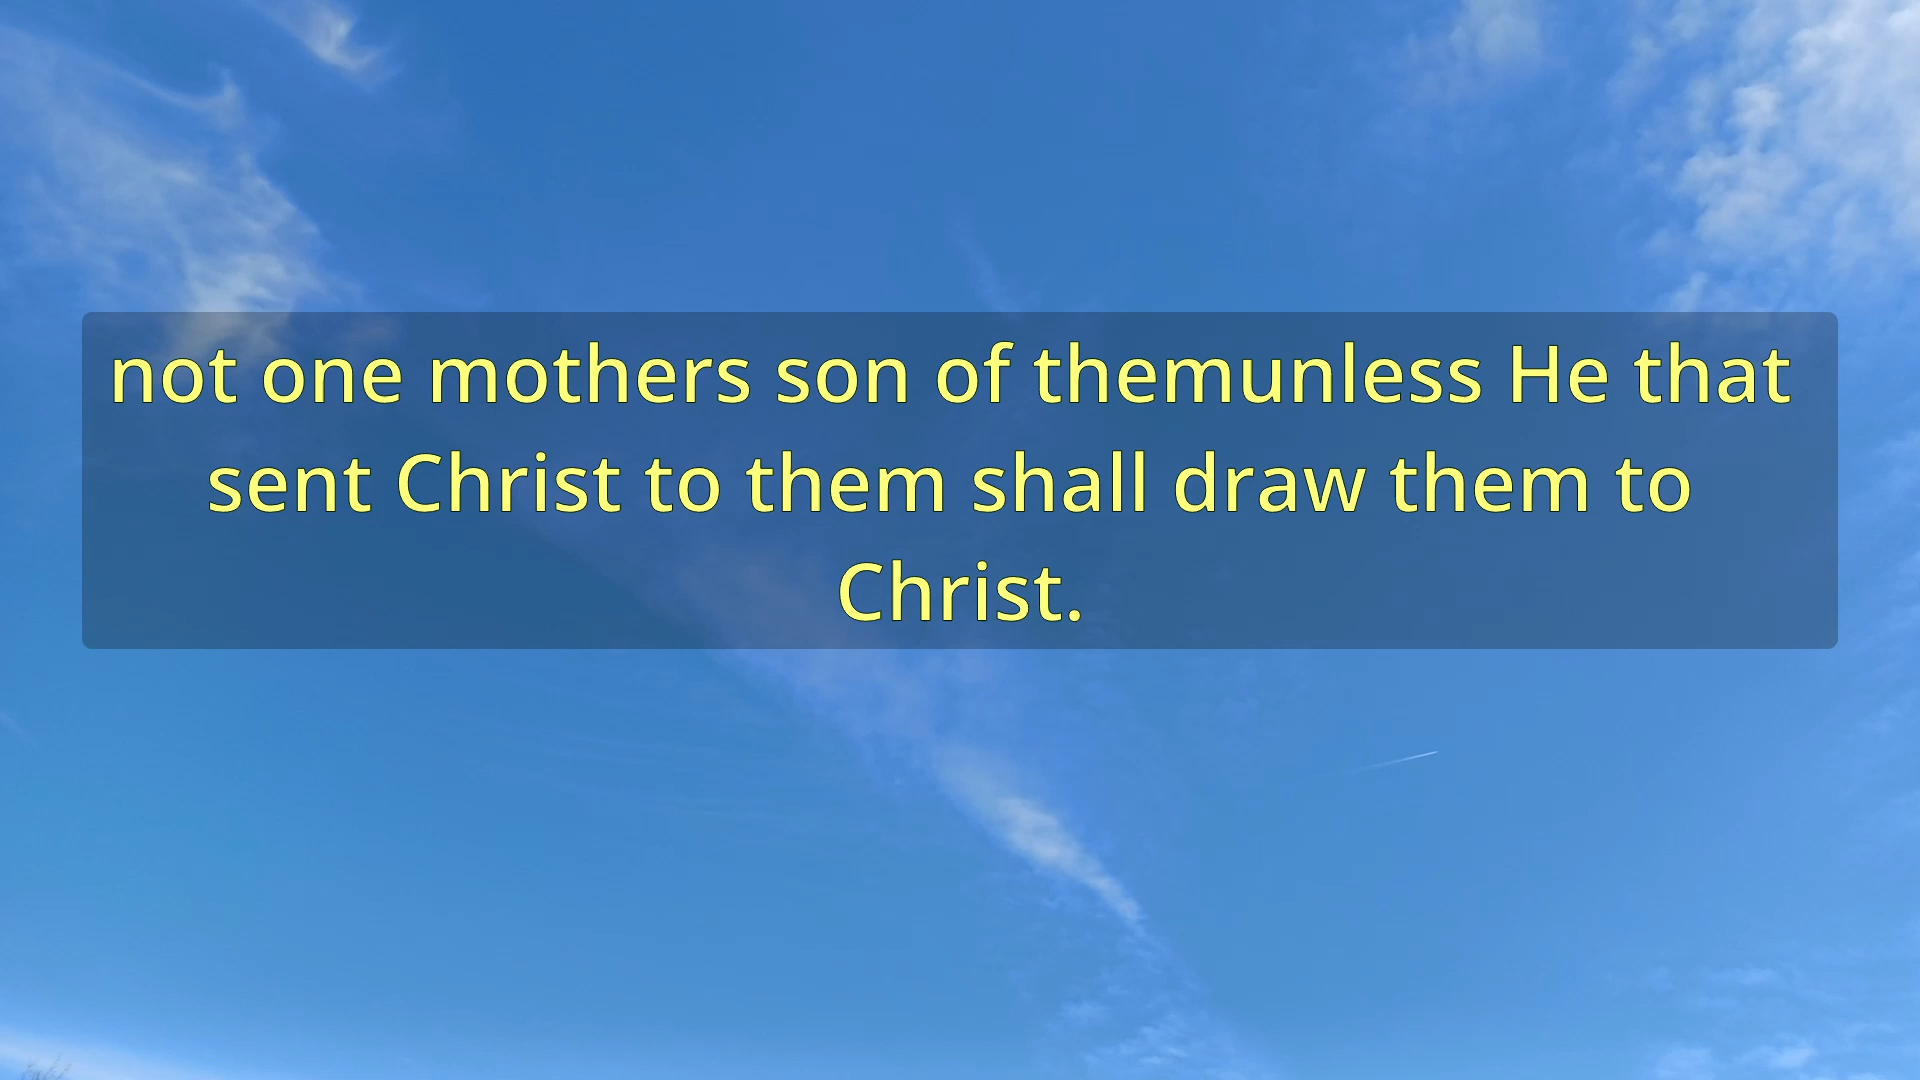 not one mothers son of themunless He that
sent Christ to them shall draw them to
Christ.